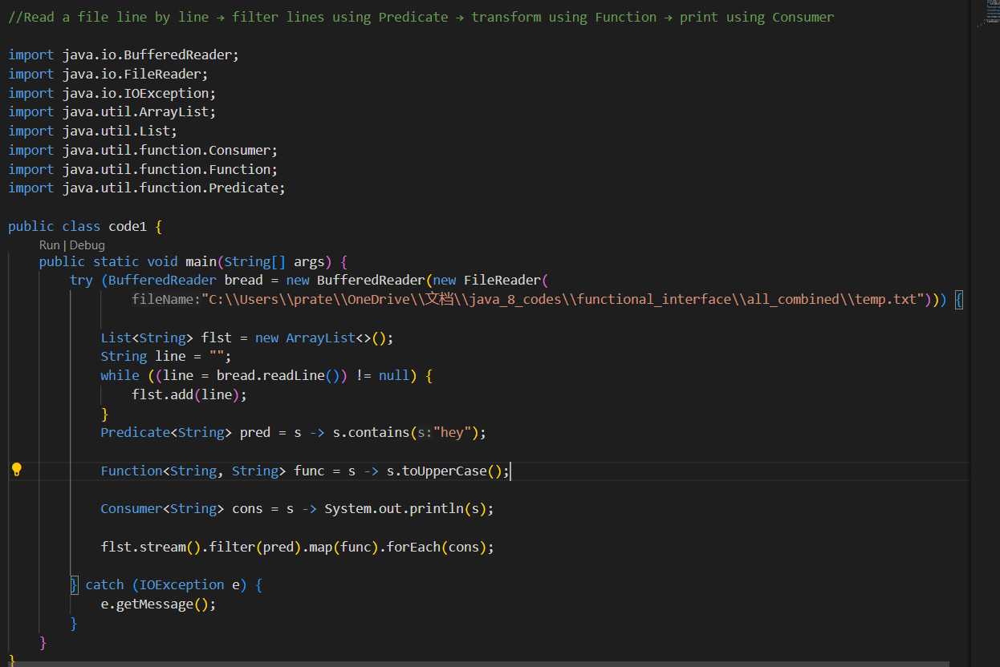 //Read a file line by line → filter lines using Predicate → transform using Function → print using Consumer
import java.io.BufferedReader;
import java.io.FileReader;
import java.io.IOException;
import java.util.ArrayList;
import java.util.List;
import java.util.function.Consumer;
import java.util.function.Function;
import java.util.function.Predicate;
public class code1 {
Run | Debug
public static void main(String[] args) {
try (BufferedReader bread = new BufferedReader(new FileReader(
fileName:"C:\\Users\\prate\\OneDrive\\文档\\java_8_codes\\functional_interface\\all_combined\\temp.txt"))) {
List<String> flst = new ArrayList<>();
String line = "";
while ((line = bread.readLine()) != null) {
flst.add(line);
}
Predicate<String> pred = s -> s.contains(s:"hey");
Function<String, String> func = s -> s.toUpperCase();
Consumer<String> cons = s -> System.out.println(s);
flst.stream().filter(pred).map(func).forEach(cons);
} catch (IOException e) {
e.getMessage();
}
}
}